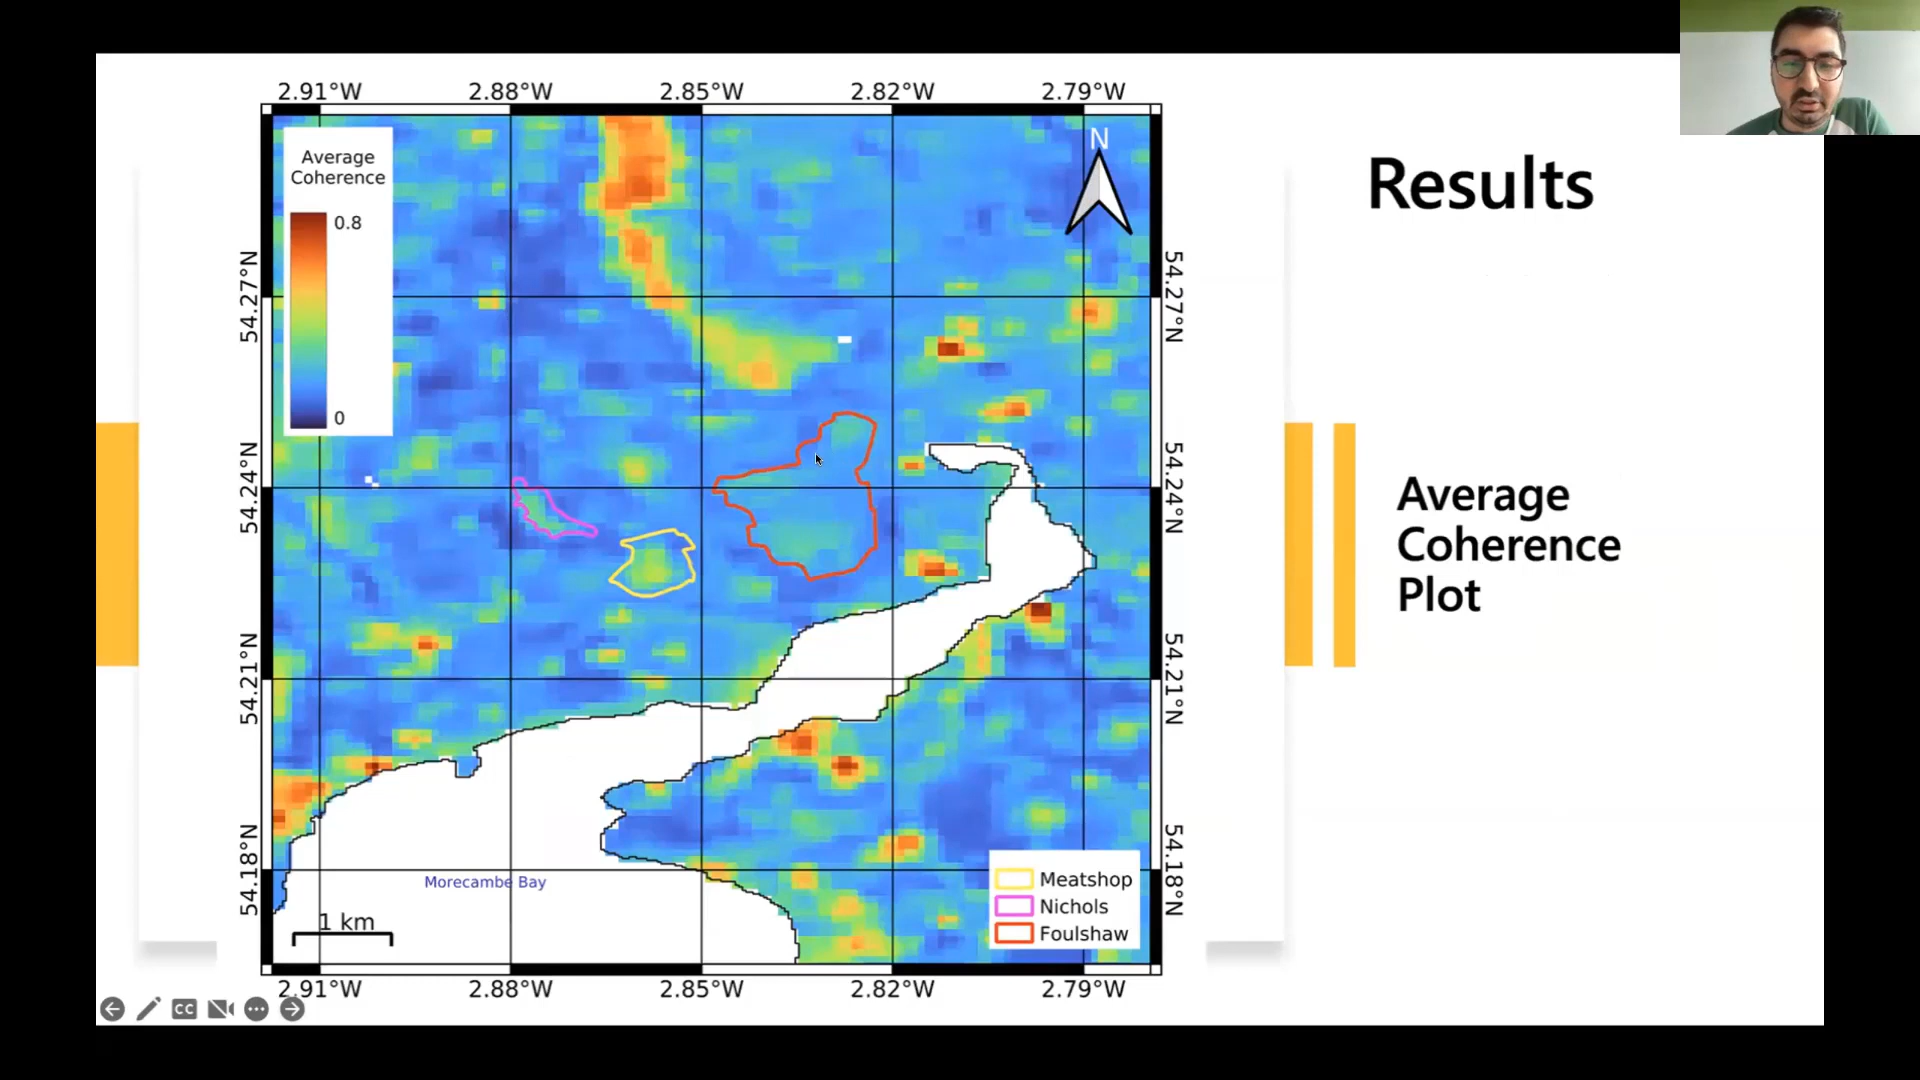 2.91°W 2.88°W 2.85°W 2.82°W 2.79°W
N
Average
Coherence
0.8
0
54.27°N
54.24°N
54.21°N
54.18°N
54.27°N
54.24°N
54.21°N
54.18°N
Morecambe Bay
1 km
Meatshop
Nichols
Foulshaw
2.91°W 2.88°W 2.85°W 2.82°W 2.79°W
CC
Results
Average
Coherence
Plot